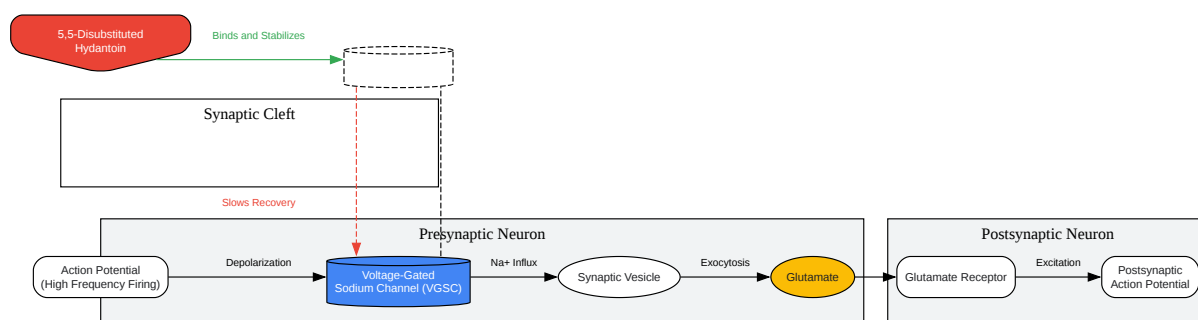 5,5-Disubstituted
Hydantoin
Binds and Stabilizes
Synaptic Cleft
Slows Recovery
Presynaptic Neuron
Postsynaptic Neuron
Action Potential
(High Frequency Firing)
Depolarization
Voltage-Gated
Sodium Channel (VGSC)
Na+ Influx
Synaptic Vesicle
Exocytosis
Glutamate
Glutamate Receptor
Excitation
Postsynaptic
Action Potential